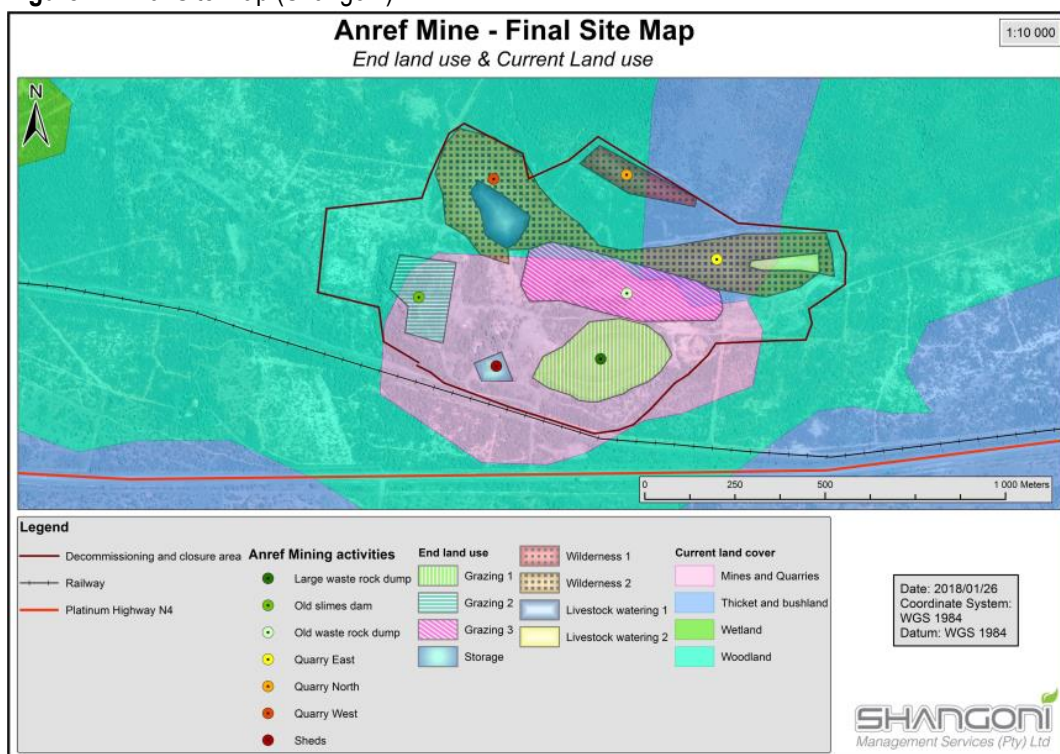 Site Map (Shangoni)
Anref Mine - Final Site Map
End land use & Current Land use
1:10 000
N
0 250 500 1 000 Meters
Legend
Decommissioning and closure area
Railway
Platinum Highway N4
Anref Mining activities
Large waste rock dump
Old slimes dam
Old waste rock dump
Quarry East
Quarry North
Quarry West
Sheds
End land use
Grazing 1
Grazing 2
Grazing 3
Storage
Wilderness 1
Wilderness 2
Livestock watering 1
Livestock watering 2
Current land cover
Mines and Quarries
Thicket and bushland
Wetland
Woodland
Date: 2018/01/26
Coordinate System:
WGS 1984
Datum: WGS 1984
SHANGONI
Management Services (Pty) Ltd